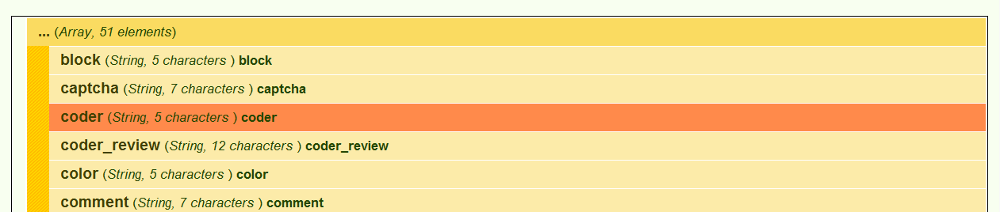 ... (Array, 51 elements)
block (String, 5 characters ) block
captcha (String, 7 characters ) captcha
coder (String, 5 characters ) coder
coder_review (String, 12 characters ) coder_review
color (String, 5 characters ) color
comment (String, 7 characters ) comment